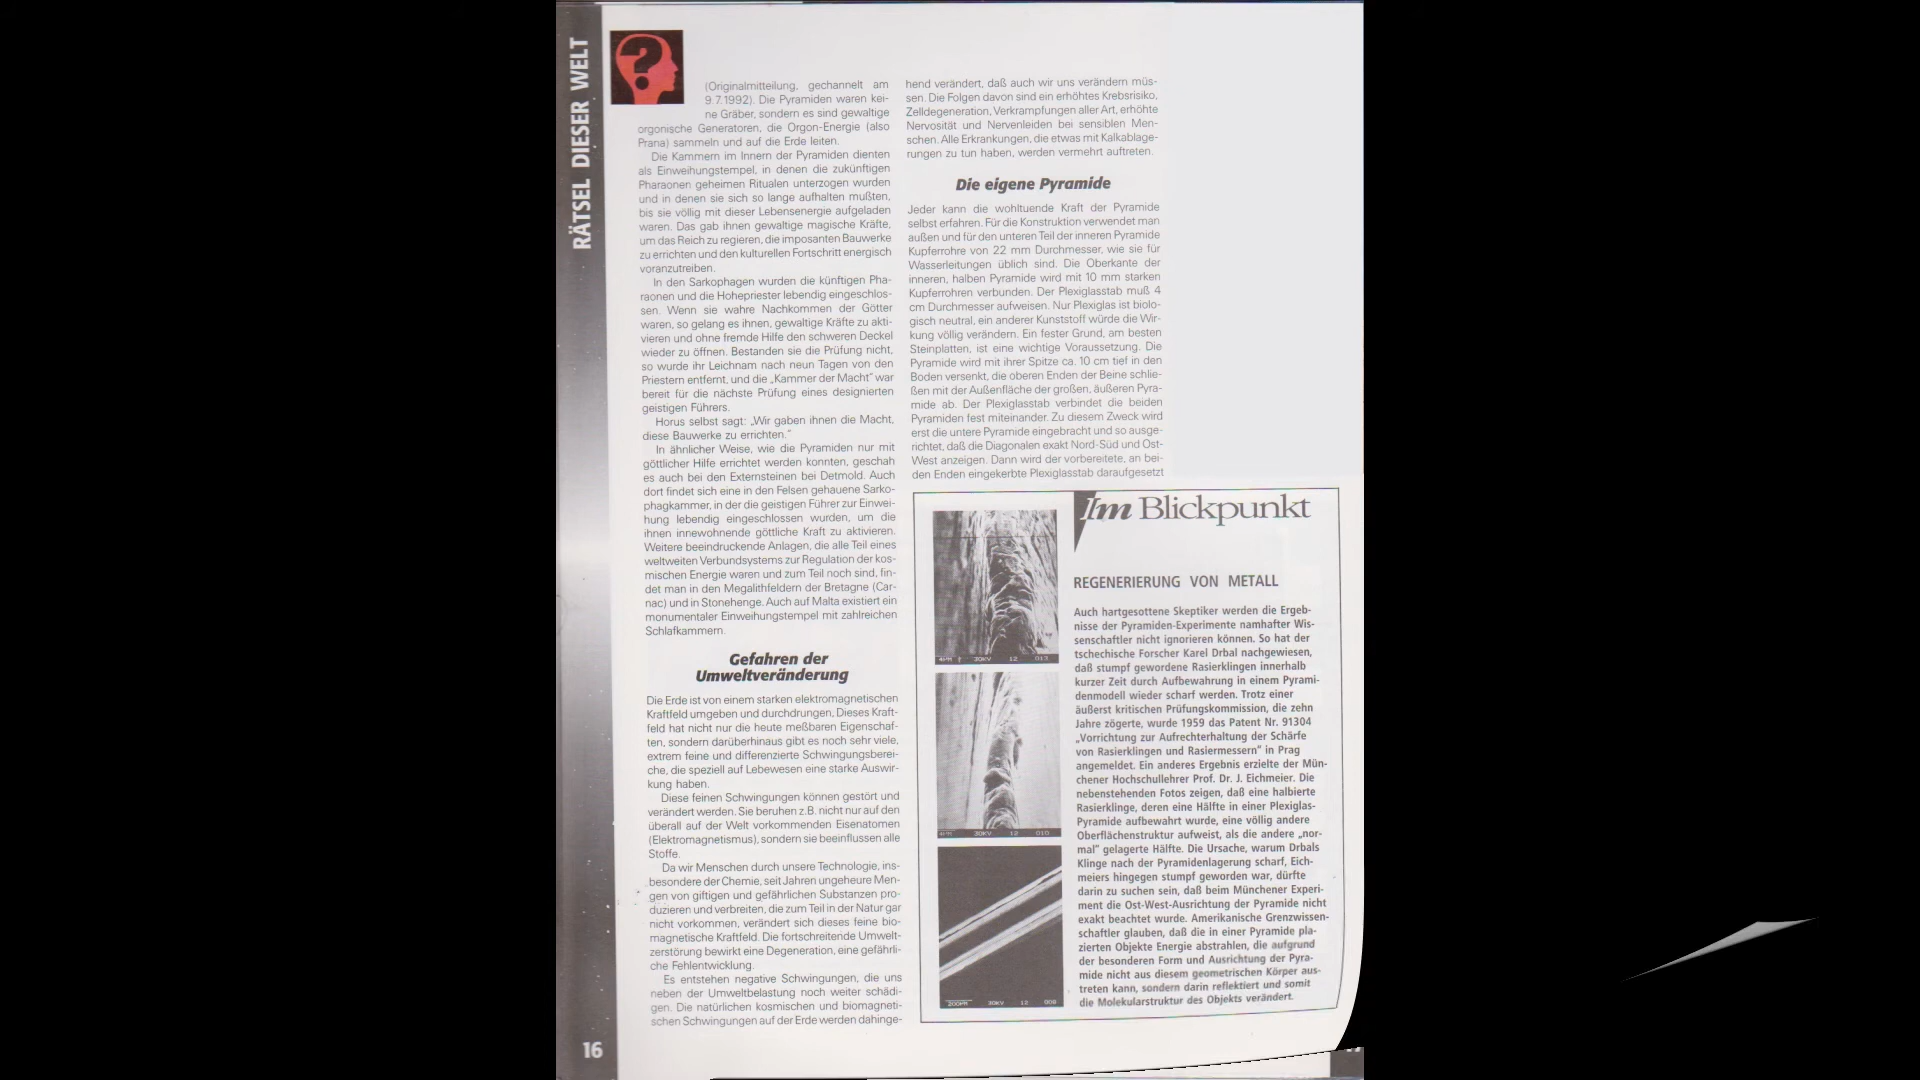 RÄTSEL DIESER WELT
(Originalmitteilung, gechannelt am
9.7.1992). Die Pyramiden waren kei-
ne Gräber, sondern es sind gewaltige
orgonische Generatoren, die Orgon-Energie (also
Prana) sammeln und auf die Erde leiten.
Die Kammern im Innern der Pyramiden dienten
als Einweihungstempel, in denen die zukünftigen
Pharaonen geheimen Ritualen unterzogen wurden
und in denen sie sich so lange aufhalten mußten,
bis sie völlig mit dieser Lebensenergie aufgeladen
waren. Das gab ihnen gewaltige magische Kräfte,
um das Reich zu regieren, die imposanten Bauwerke
zu errichten und den kulturellen Fortschritt energisch
voranzutreiben.
In den Sarkophagen wurden die künftigen Pha-
raonen und die Hohepriester lebendig eingeschlos-
sen. Wenn sie wahre Nachkommen der Götter
waren, so gelang es ihnen, gewaltige Kräfte zu akti-
vieren und ohne fremde Hilfe den schweren Deckel
wieder zu öffnen. Bestanden sie die Prüfung nicht,
so wurde ihr Leichnam nach neun Tagen von den
Priestern entfernt, und die „Kammer der Macht" war
bereit für die nächste Prüfung eines designierten
geistigen Führers.
Horus selbst sagt: „Wir gaben ihnen die Macht,
diese Bauwerke zu errichten."
In ähnlicher Weise, wie die Pyramiden nur mit
göttlicher Hilfe errichtet werden konnten, geschah
es auch bei den Externsteinen bei Detmold. Auch
dort findet sich eine in den Felsen gehauene Sarko-
phagkammer, in der die geistigen Führer zur Einwei-
hung lebendig eingeschlossen wurden, um die
ihnen innewohnende göttliche Kraft zu aktivieren.
Weitere beeindruckende Anlagen, die alle Teil eines
weltweiten Verbundsystems zur Regulation der kos-
mischen Energie waren und zum Teil noch sind, fin-
det man in den Megalithfeldern der Bretagne (Car-
nac) und in Stonehenge. Auch auf Malta existiert ein
monumentaler Einweihungstempel mit zahlreichen
Schlafkammern.
Gefahren der
Umweltveränderung
Die Erde ist von einem starken elektromagnetischen
Kraftfeld umgeben und durchdrungen. Dieses Kraft-
feld hat nicht nur die heute meßbaren Eigenschaf-
ten, sondern darüberhinaus gibt es noch sehr viele,
extrem feine und differenzierte Schwingungsberei-
che, die speziell auf Lebewesen eine starke Auswir-
kung haben.
Diese feinen Schwingungen können gestört und
verändert werden. Sie beruhen z.B. nicht nur auf den
überall auf der Welt vorkommenden Eisenatomen
(Elektromagnetismus), sondern sie beeinflussen alle
Stoffe.
Da wir Menschen durch unsere Technologie, ins-
besondere der Chemie, seit Jahren ungeheure Men-
gen von giftigen und gefährlichen Substanzen pro-
duzieren und verbreiten, die zum Teil in der Natur gar
nicht vorkommen, verändert sich dieses feine bio-
magnetische Kraftfeld. Die fortschreitende Umwelt-
zerstörung bewirkt eine Degeneration, eine gefährli-
che Fehlentwicklung.
Es entstehen negative Schwingungen, die uns
neben der Umweltbelastung noch weiter schädi-
gen. Die natürlichen kosmischen und biomagneti-
schen Schwingungen auf der Erde werden dahinge-
hend verändert, daß auch wir uns verändern müs-
sen. Die Folgen davon sind ein erhöhtes Krebsrisiko,
Zelldegeneration, Verkrampfungen aller Art, erhöhte
Nervosität und Nervenleiden bei sensiblen Men-
schen. Alle Erkrankungen, die etwas mit Kalkablage-
rungen zu tun haben, werden vermehrt auftreten.
Die eigene Pyramide
Jeder kann die wohltuende Kraft der Pyramide
selbst erfahren. Für die Konstruktion verwendet man
außen und für den unteren Teil der inneren Pyramide
Kupferrohre von 22 mm Durchmesser, wie sie für
Wasserleitungen üblich sind. Die Oberkante der
inneren, halben Pyramide wird mit 10 mm starken
Kupferrohren verbunden. Der Plexiglasstab muß 4
cm Durchmesser aufweisen. Nur Plexiglas ist biolo-
gisch neutral, ein anderer Kunststoff würde die Wir-
kung völlig verändern. Ein fester Grund, am besten
Steinplatten, ist eine wichtige Voraussetzung. Die
Pyramide wird mit ihrer Spitze ca. 10 cm tief in den
Boden versenkt, die oberen Enden der Beine schlie-
ßen mit der Außenfläche der großen, äußeren Pyra-
mide ab. Der Plexiglasstab verbindet die beiden
Pyramiden fest miteinander. Zu diesem Zweck wird
erst die untere Pyramide eingebracht und so ausge-
richtet, daß die Diagonalen exakt Nord-Süd und Ost-
West anzeigen. Dann wird der vorbereitete, an bei-
den Enden eingekerbte Plexiglasstab daraufgesetzt
Im Blickpunkt
REGENERIERUNG VON METALL
Auch hartgesottene Skeptiker werden die Ergeb-
nisse der Pyramiden-Experimente namhafter Wis-
senschaftler nicht ignorieren können. So hat der
tschechische Forscher Karel Drbal nachgewiesen,
daß stumpf gewordene Rasierklingen innerhalb
kurzer Zeit durch Aufbewahrung in einem Pyrami-
denmodell wieder scharf werden. Trotz einer
äußerst kritischen Prüfungskommission, die zehn
Jahre zögerte, wurde 1959 das Patent Nr. 91304
„Vorrichtung zur Aufrechterhaltung der Schärfe
von Rasierklingen und Rasiermessern" in Prag
angemeldet. Ein anderes Ergebnis erzielte der Mün-
chener Hochschullehrer Prof. Dr. J. Eichmeier. Die
nebenstehenden Fotos zeigen, daß eine halbierte
Rasierklinge, deren eine Hälfte in einer Plexiglas-
Pyramide aufbewahrt wurde, eine völlig andere
Oberflächenstruktur aufweist, als die andere „nor-
mal" gelagerte Hälfte. Die Ursache, warum Drbals
Klinge nach der Pyramidenlagerung scharf, Eich-
meiers hingegen stumpf geworden war, dürfte
darin zu suchen sein, daß beim Münchener Experi-
ment die Ost-West-Ausrichtung der Pyramide nicht
exakt beachtet wurde. Amerikanische Grenzwissen-
schaftler glauben, daß die in einer Pyramide pla-
zierten Objekte Energie abstrahlen, die aufgrund
der besonderen Form und Ausrichtung der Pyra-
mide nicht aus diesem geometrischen Körper aus-
treten kann, sondern darin reflektiert und somit
die Molekularstruktur des Objekts verändert.
30KV 12 013
30KV 12 010
200µm 30KV 12 009
16